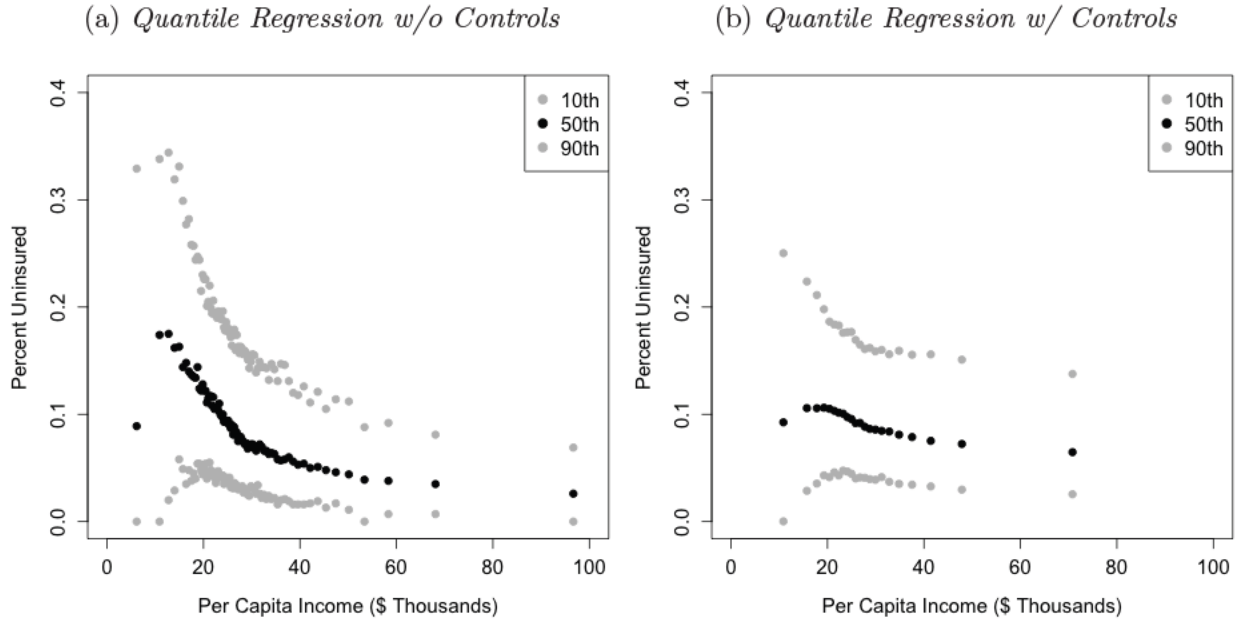 (a) Quantile Regression w/o Controls
0.4
0.3
0.2
0.1
0.0
Percent Uninsured
10th
50th
90th
0 20 40 60 80 100
Per Capita Income ($ Thousands)
(b) Quantile Regression w/ Controls
0.4
0.3
0.2
0.1
0.0
Percent Uninsured
10th
50th
90th
0 20 40 60 80 100
Per Capita Income ($ Thousands)